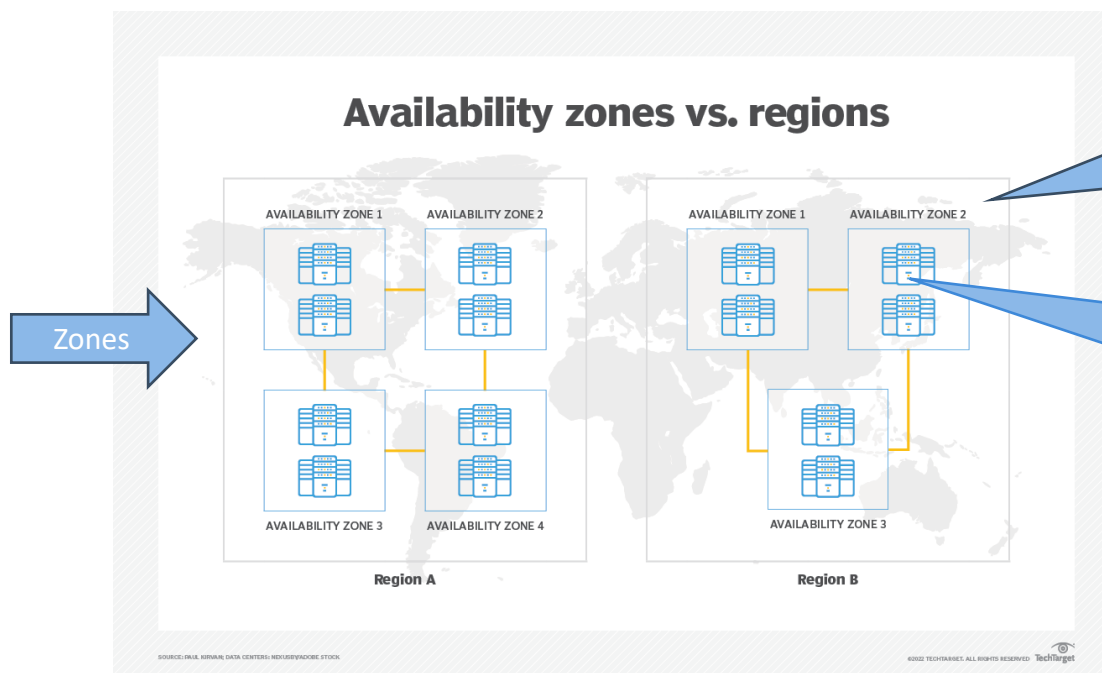 Availability zones vs. regions
AVAILABILITY ZONE 1
AVAILABILITY ZONE 2
AVAILABILITY ZONE 1
AVAILABILITY ZONE 2
Zones
AVAILABILITY ZONE 3
AVAILABILITY ZONE 4
AVAILABILITY ZONE 3
Region A
Region B
SOURCE: PAUL KIRVAN; DATA CENTERS: NEXUSBY/ADOBE STOCK
©2022 TECHTARGET. ALL RIGHTS RESERVED TechTarget